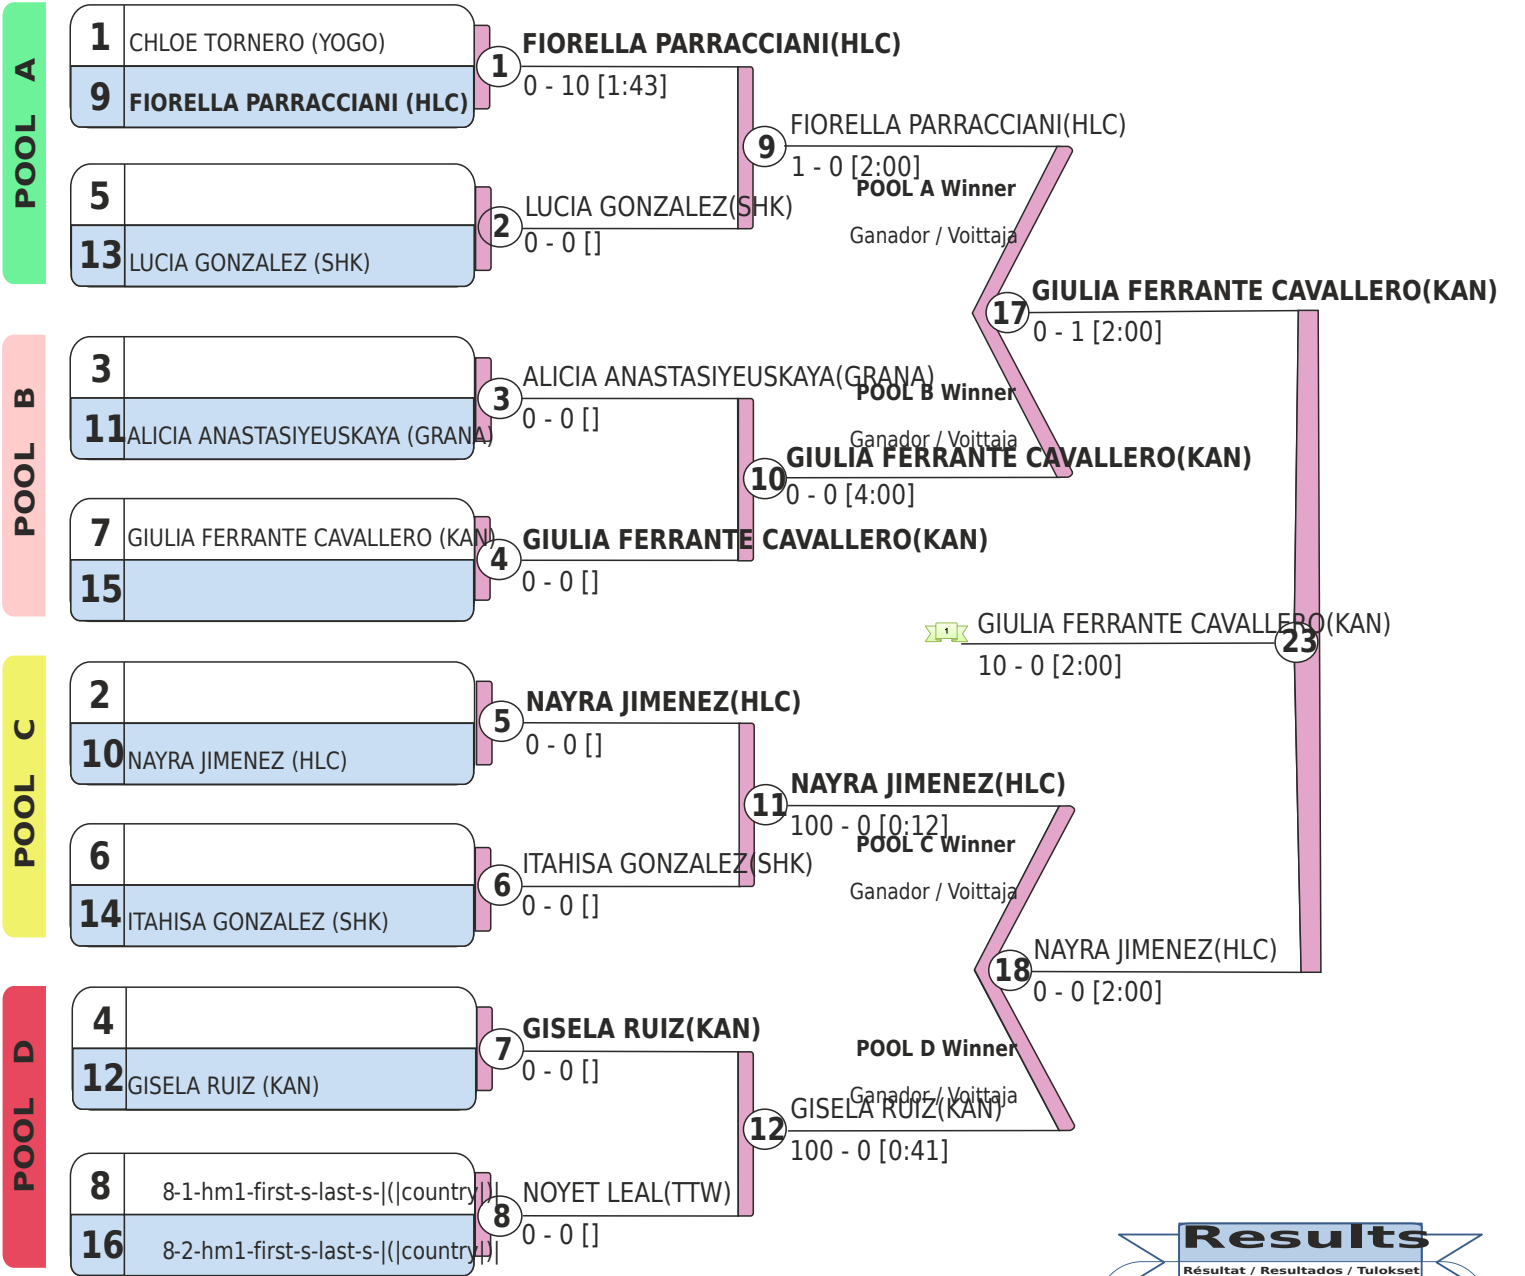 POOL A
1 CHLOE TORNERO (YOGO)
9 FIORELLA PARRACCIANI (HLC)
1
FIORELLA PARRACCIANI(HLC)
0 - 10 [1:43]
5
13 LUCIA GONZALEZ (SHK)
2
LUCIA GONZALEZ(SHK)
0 - 0 []
9
FIORELLA PARRACCIANI(HLC)
1 - 0 [2:00]
POOL A Winner
Ganador / Voittaja
POOL B
3
11 ALICIA ANASTASIYEUSKAYA (GRANA)
3
ALICIA ANASTASIYEUSKAYA(GRANA)
0 - 0 []
7 GIULIA FERRANTE CAVALLERO (KAN)
15
4
GIULIA FERRANTE CAVALLERO(KAN)
0 - 0 []
POOL B Winner
Ganador / Voittaja
10
GIULIA FERRANTE CAVALLERO(KAN)
0 - 0 [4:00]
17
GIULIA FERRANTE CAVALLERO(KAN)
0 - 1 [2:00]
1
GIULIA FERRANTE CAVALLERO(KAN)
23
10 - 0 [2:00]
POOL C
2
10 NAYRA JIMENEZ (HLC)
5
NAYRA JIMENEZ(HLC)
0 - 0 []
6
14 ITAHISA GONZALEZ (SHK)
6
ITAHISA GONZALEZ(SHK)
0 - 0 []
11
NAYRA JIMENEZ(HLC)
100 - 0 [0:12]
POOL C Winner
Ganador / Voittaja
18
NAYRA JIMENEZ(HLC)
0 - 0 [2:00]
POOL D
4
12 GISELA RUIZ (KAN)
7
GISELA RUIZ(KAN)
0 - 0 []
8 8-1-hm1-first-s-last-s-|(|country|)|
16 8-2-hm1-first-s-last-s-|(|country|)|
8
NOYET LEAL(TTW)
0 - 0 []
POOL D Winner
Ganador / Voittaja
12
GISELA RUIZ(KAN)
100 - 0 [0:41]
Results
Résultat / Resultados / Tulokset